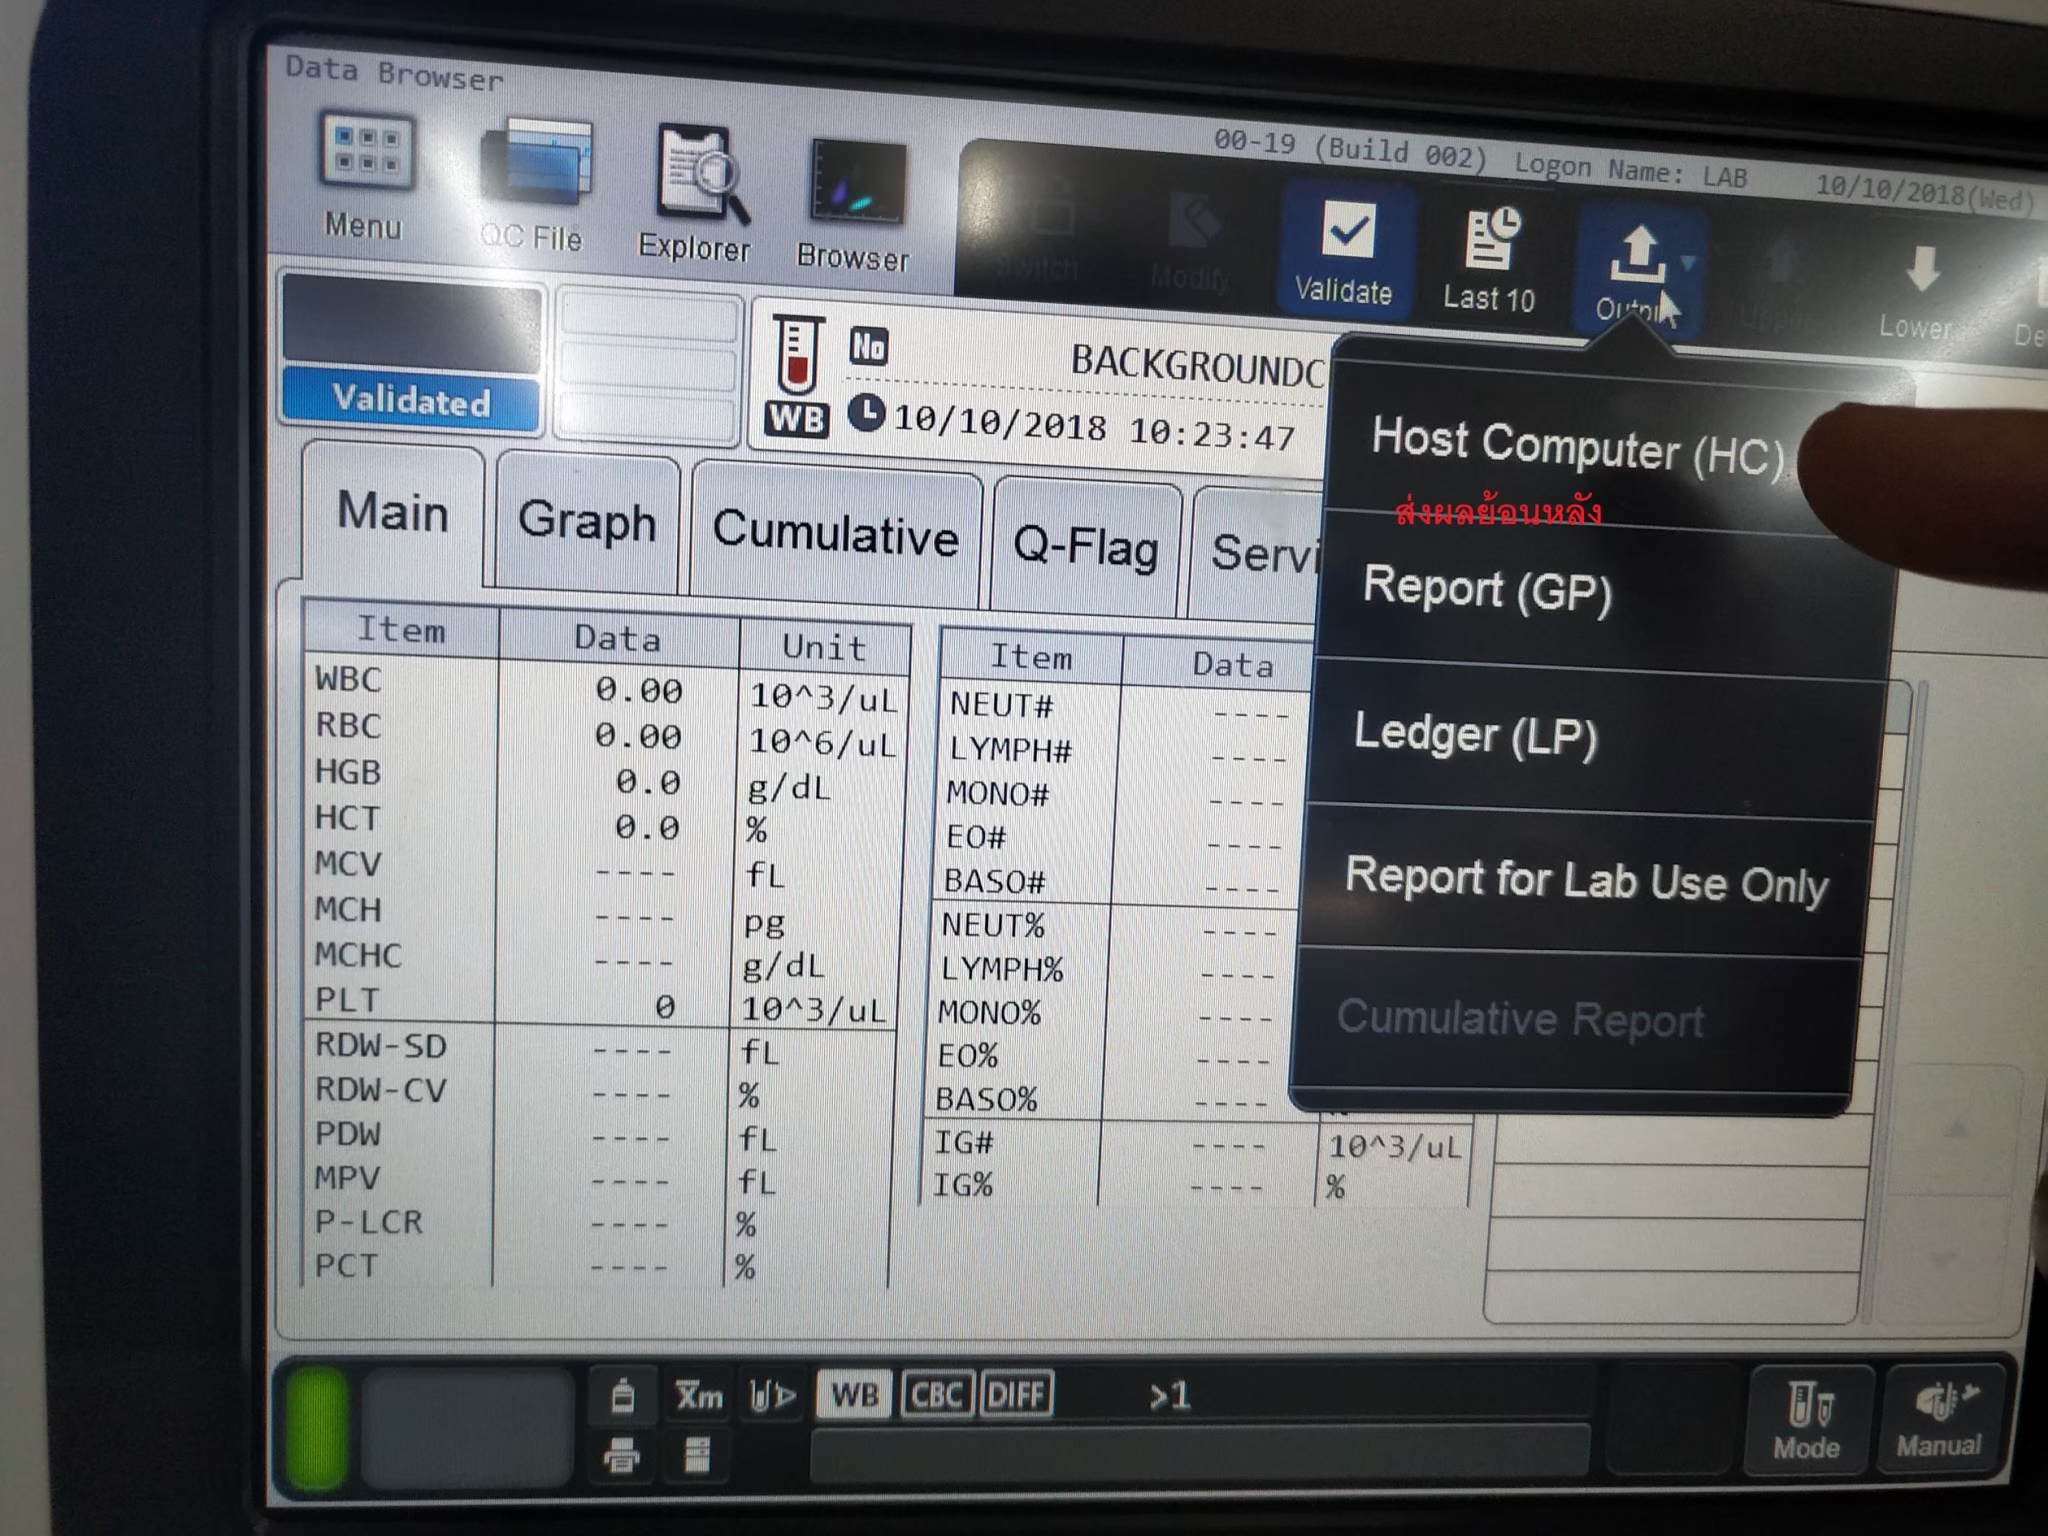 Data Browser
00-19 (Build 002) Logon Name: LAB 10/10/2018(Wed)
Menu
QC File
Explorer
Browser
Switch
Modify
Validate
Last 10
Upper
Lower
Validated
No
BACKGROUNDC
WB
10/10/2018 10:23:47
Main
Graph
Cumulative
Q-Flag
Servi
Host Computer (HC)
ส่งผลย้อนหลัง
Report (GP)
Ledger (LP)
Report for Lab Use Only
Cumulative Report
Item Data Unit
WBC 0.00 10^3/uL
RBC 0.00 10^6/uL
HGB 0.0 g/dL
HCT 0.0 %
MCV ---- fL
MCH ---- pg
MCHC ---- g/dL
PLT 0 10^3/uL
RDW-SD ---- fL
RDW-CV ---- %
PDW ---- fL
MPV ---- fL
P-LCR ---- %
PCT ---- %
Item Data
NEUT# ----
LYMPH# ----
MONO# ----
EO# ----
BASO# ----
NEUT% ----
LYMPH% ----
MONO% ----
EO% ----
BASO% ----
IG# ---- 10^3/uL
IG% ---- %
Xm
WB
CBC
DIFF
>1
Mode
Manual